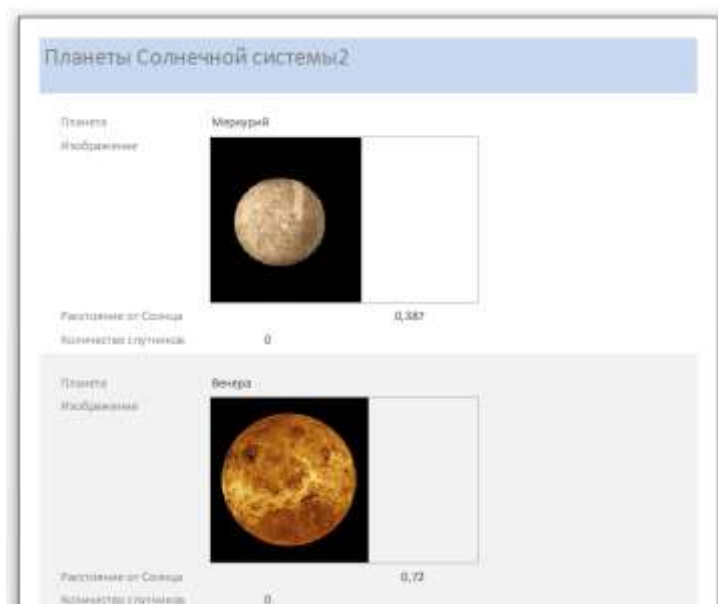 Планеты Солнечной системы2
Планета Меркурий
Изображение
Расстояние от Солнца 0,387
Количество спутников 0
Планета Венера
Изображение
Расстояние от Солнца 0,72
Количество спутников 0